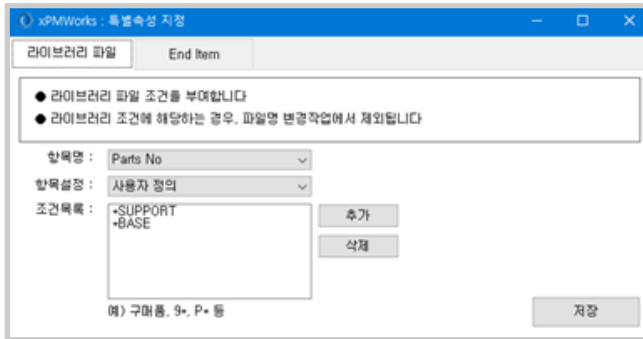 xPMWorks : 특별속성 지정
라이브러리 파일
End Item
● 라이브러리 파일 조건을 부여합니다
● 라이브러리 조건에 해당하는 경우, 파일명 변경작업에서 제외됩니다
항목명 : Parts No
항목설정 : 사용자 정의
조건목록 : *SUPPORT
*BASE
추가
삭제
예) 구매품, 9*, P* 등
저장